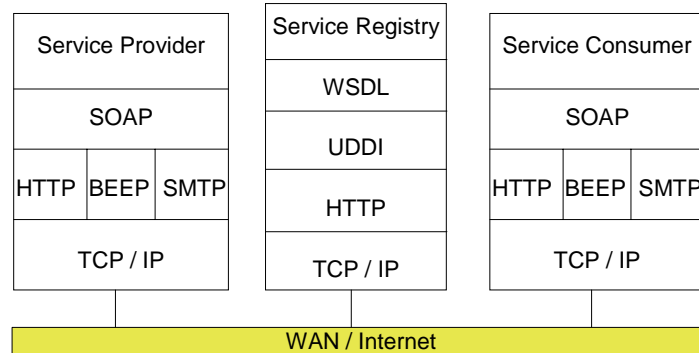 Service Provider
SOAP
HTTP BEEP SMTP
TCP / IP
Service Registry
WSDL
UDDI
HTTP
TCP / IP
Service Consumer
SOAP
HTTP BEEP SMTP
TCP / IP
WAN / Internet